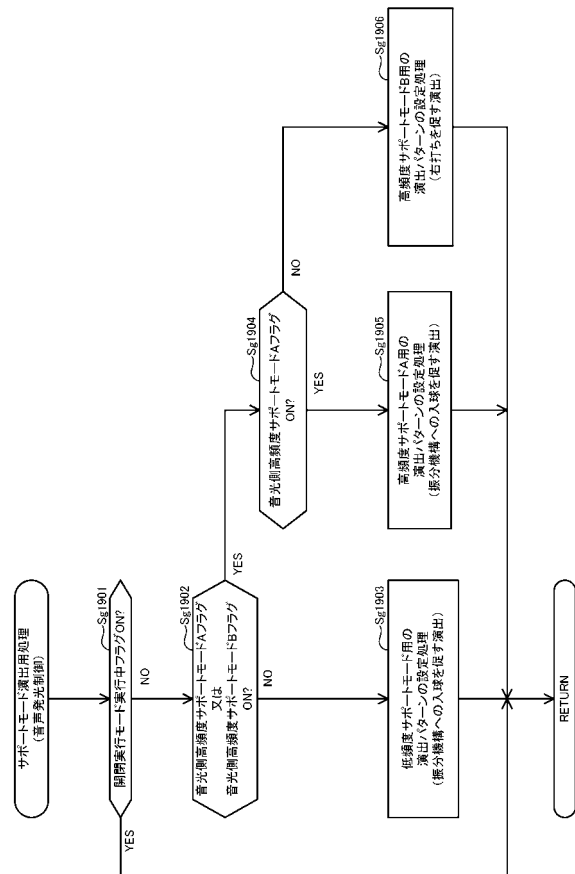 サポートモード演出用処理
(音声発光制御)
Sg1901
開閉実行モード実行中フラグON?
YES
NO
Sg1902
音光側高頻度サポートモードAフラグ
又は
音光側高頻度サポートモードBフラグ
ON?
YES
NO
Sg1903
低頻度サポートモード用の
演出パターンの設定処理
(振分機構への入球を促す演出)
Sg1904
音光側高頻度サポートモードAフラグ
ON?
NO
YES
Sg1905
高頻度サポートモードA用の
演出パターンの設定処理
(振分機構への入球を促す演出)
Sg1906
高頻度サポートモードB用の
演出パターンの設定処理
(右打ちを促す演出)
RETURN